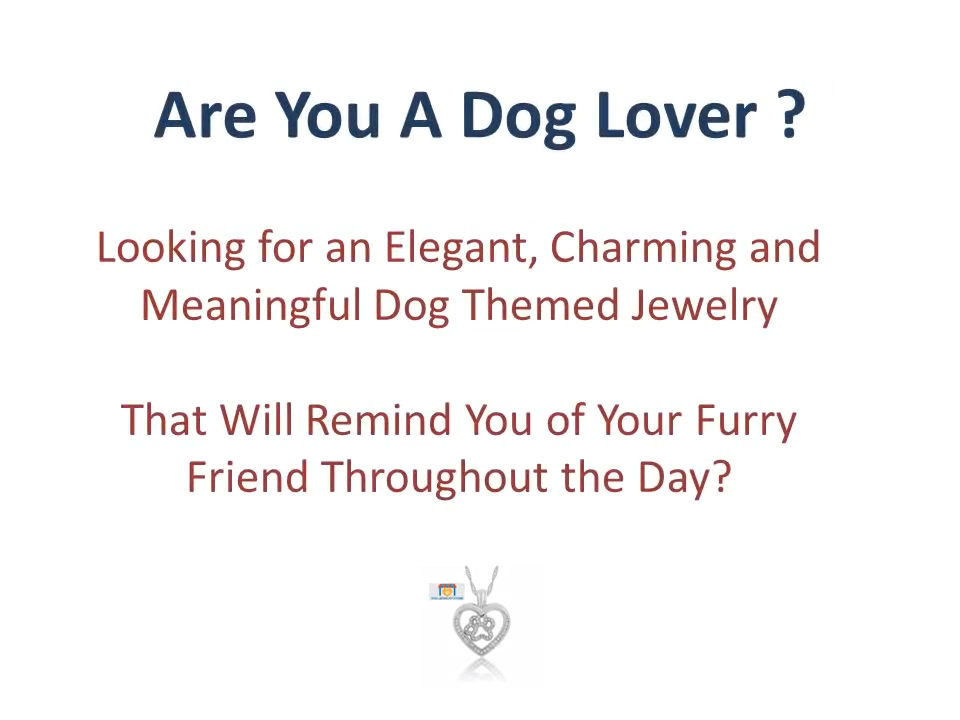 Are You A Dog Lover ?
Looking for an Elegant, Charming and
Meaningful Dog Themed Jewelry
That Will Remind You of Your Furry
Friend Throughout the Day?